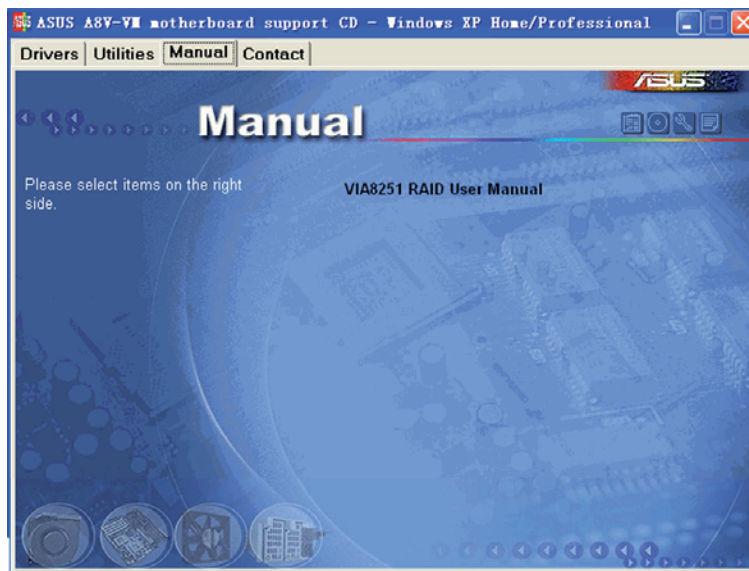 ASUS A8V-VM motherboard support CD - Windows XP Home/Professional
Drivers Utilities Manual Contact
ASUS
Manual
Please select items on the right
side.
VIA8251 RAID User Manual